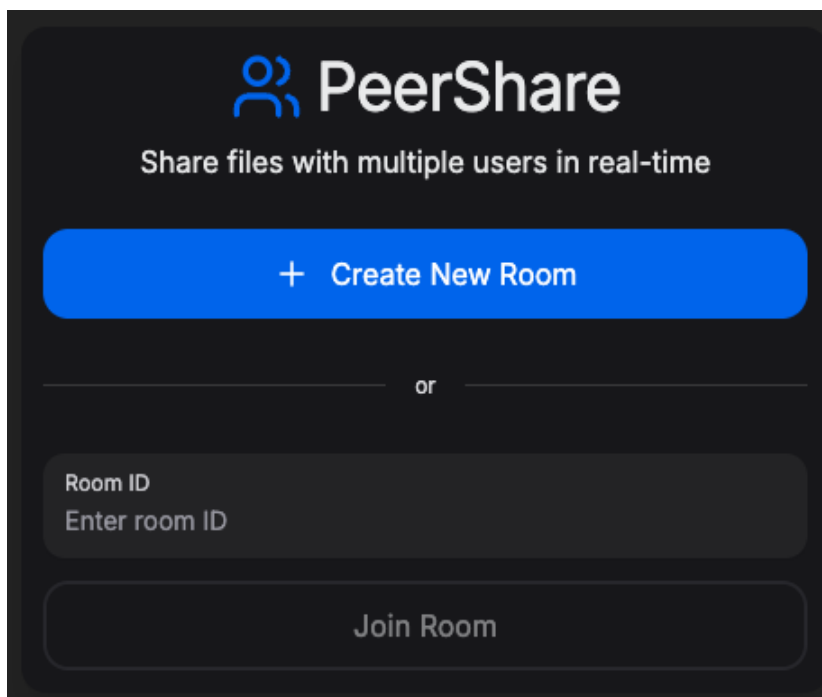 PeerShare
Share files with multiple users in real-time
+ Create New Room
or
Room ID
Enter room ID
Join Room